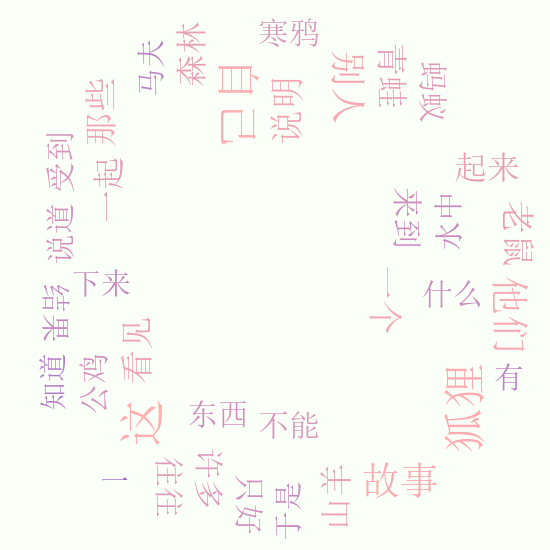 寒鸦
森林
马夫
自己
说明
别人
青蛙
蚂蚁
那些
受到
一起
起来
来到
水中
老鼠
说道
下来
一个
什么
他们
看见
知道
公鸡
有
狐狸
这
东西
不能
一
往往
许多
只好
于是
山羊
故事